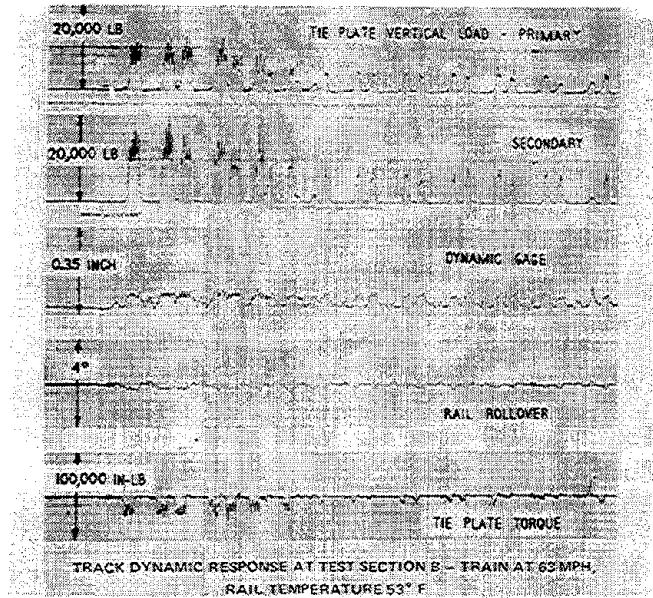 20,000 LB
TIE PLATE VERTICAL LOAD - PRIMARY
20,000 LB
SECONDARY
0.35 INCH
DYNAMIC GAGE
4°
RAIL ROLLOVER
100,000 IN-LB
TIE PLATE TORQUE
TRACK DYNAMIC RESPONSE AT TEST SECTION B - TRAIN AT 63 MPH,
RAIL TEMPERATURE 53° F